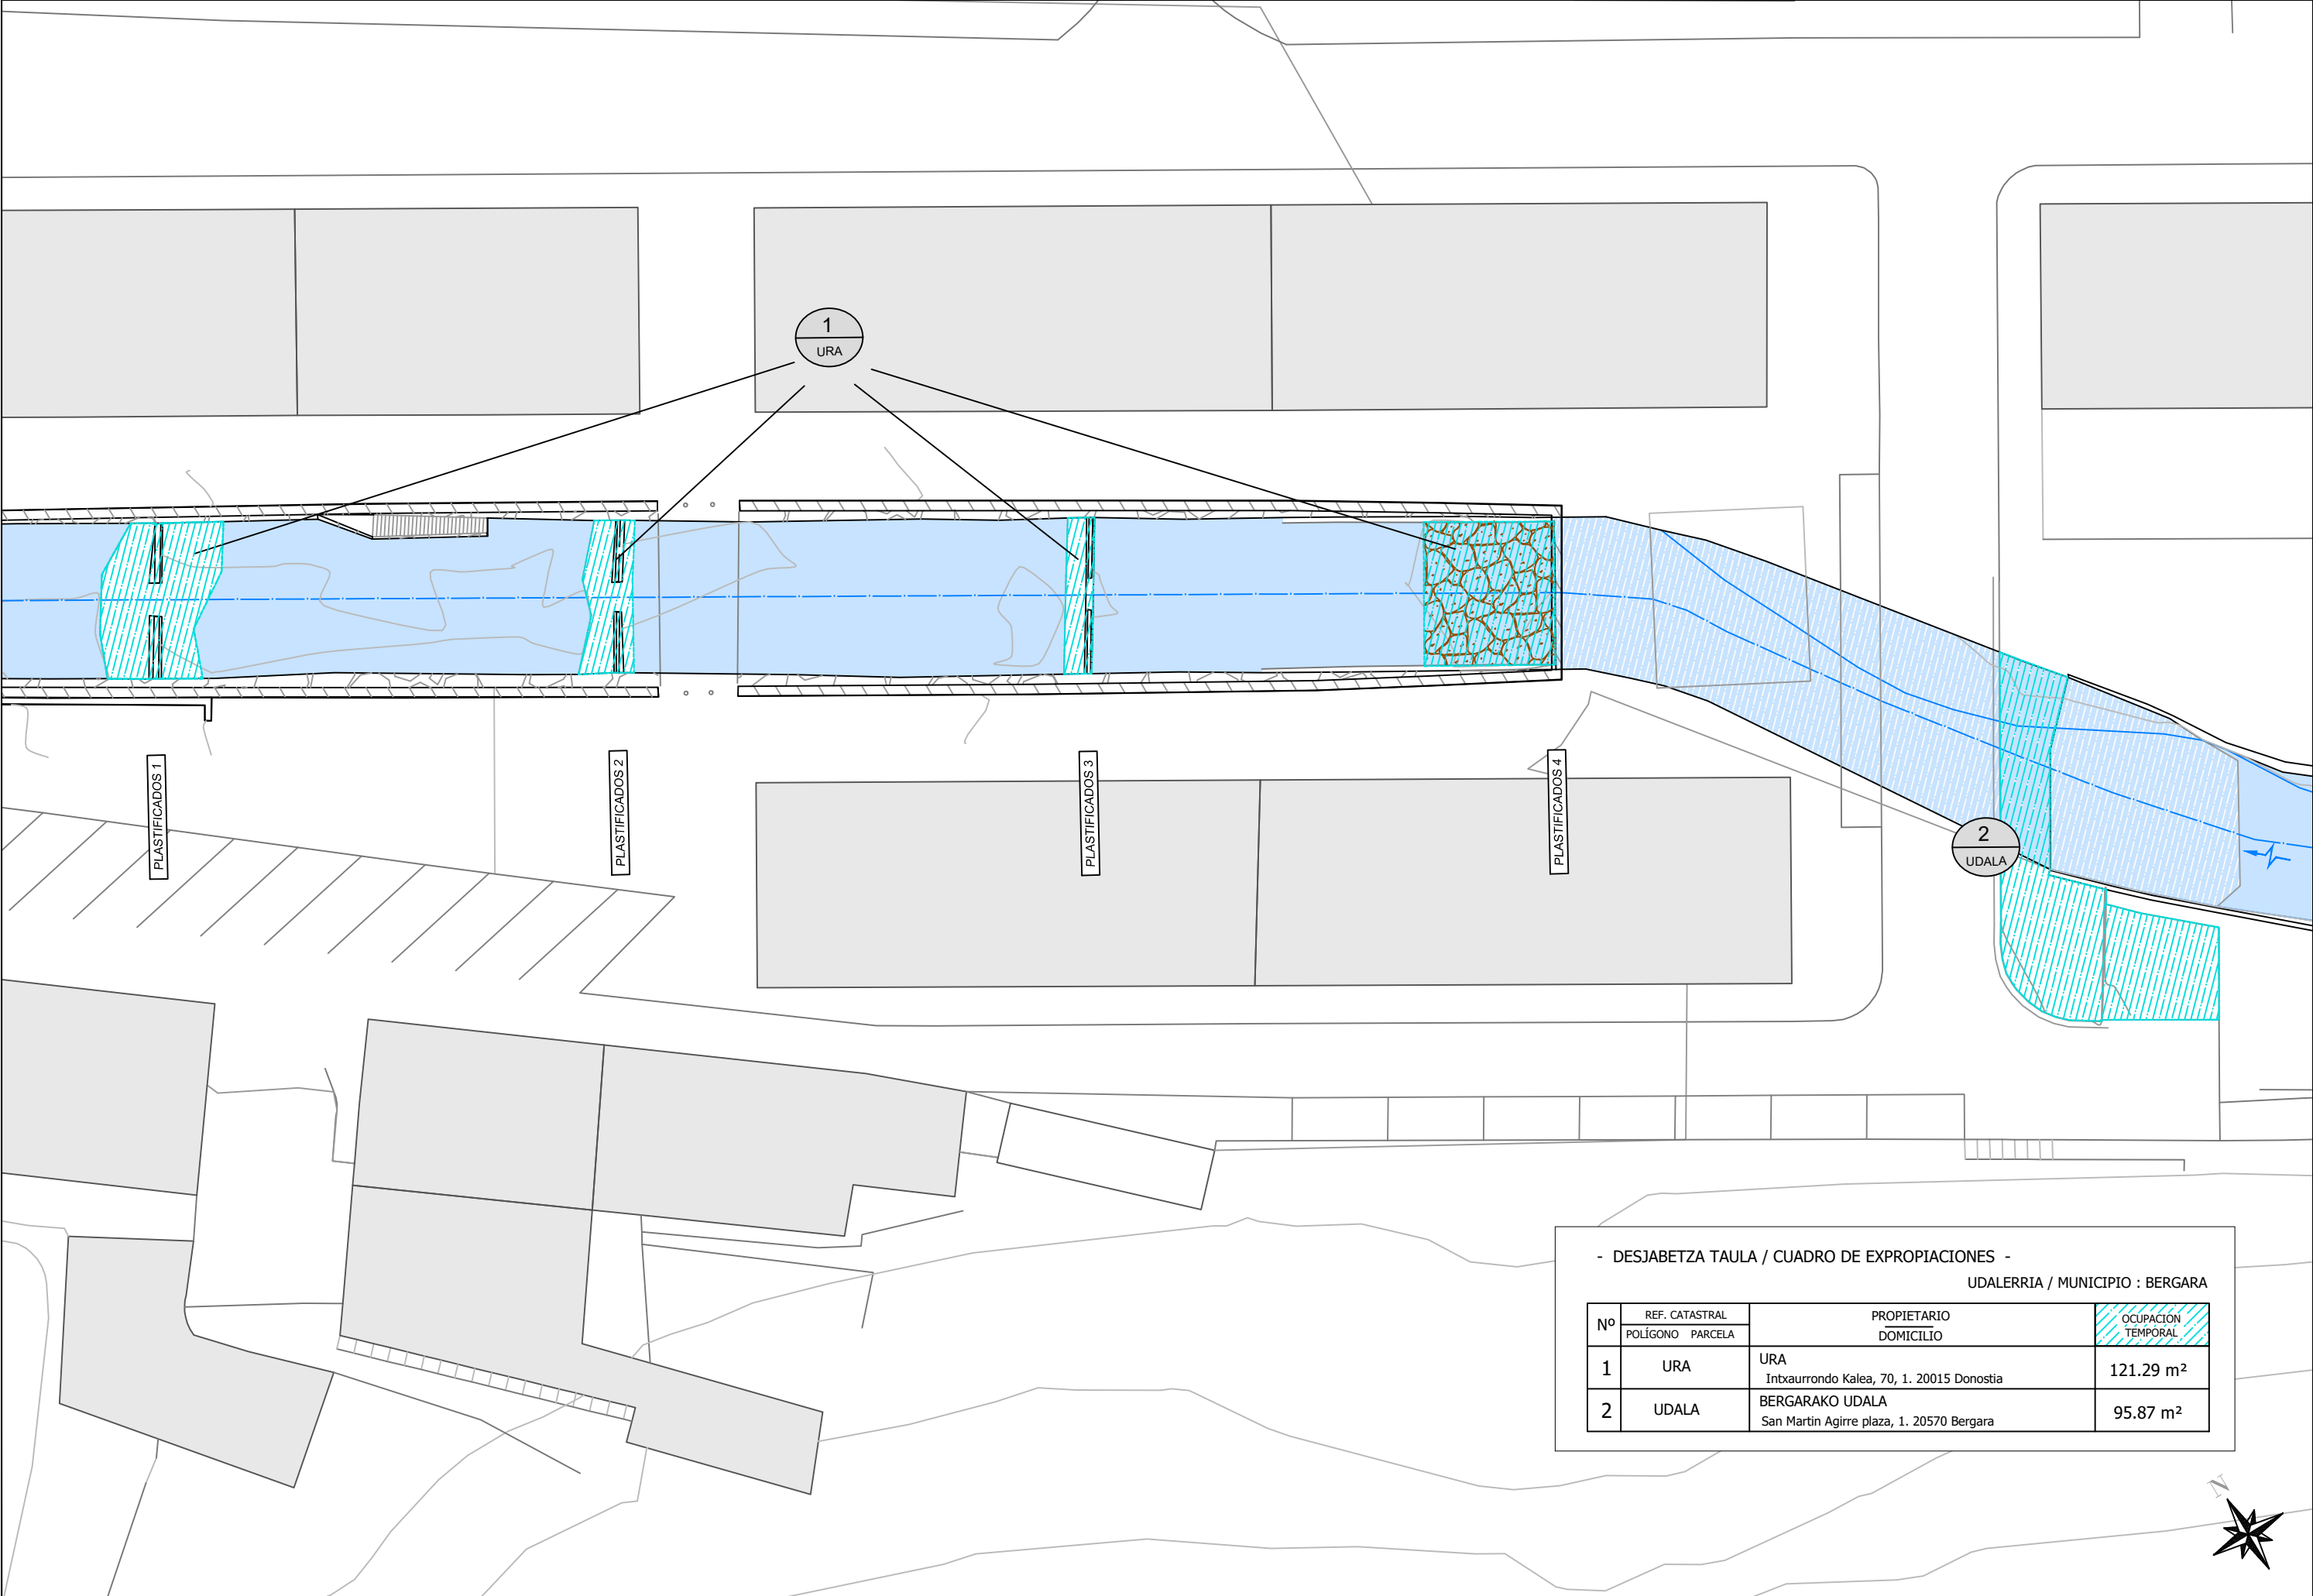 1
URA
PLASTIFICADOS 1
PLASTIFICADOS 2
PLASTIFICADOS 3
PLASTIFICADOS 4
2
UDALA
- DESJABETZA TAULA / CUADRO DE EXPROPIACIONES -
UDALERRIA / MUNICIPIO : BERGARA
Nº
REF. CATASTRAL
POLÍGONO PARCELA
PROPIETARIO
DOMICILIO
OCUPACION
TEMPORAL
1 URA URA 121.29 m²
Intxaurrondo Kalea, 70, 1. 20015 Donostia
2 UDALA BERGARAKO UDALA 95.87 m²
San Martin Agirre plaza, 1. 20570 Bergara
N